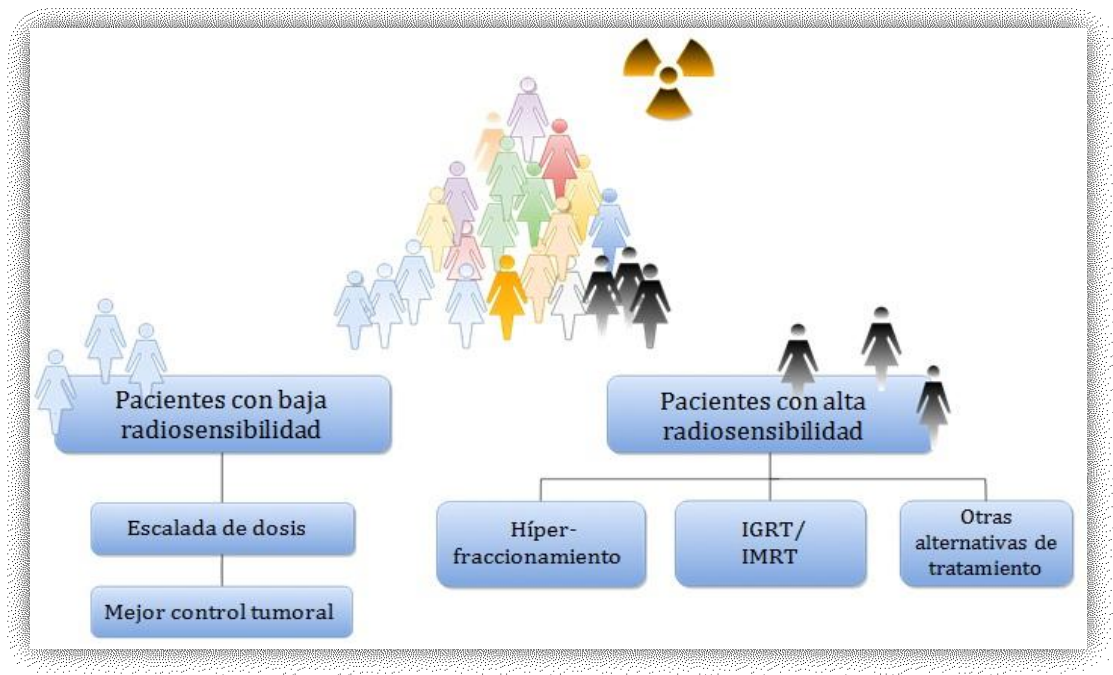 Pacientes con baja
radiosensibilidad
Escalada de dosis
Mejor control tumoral
Pacientes con alta
radiosensibilidad
Híper-
fraccionamiento
IGRT/
IMRT
Otras
alternativas de
tratamiento